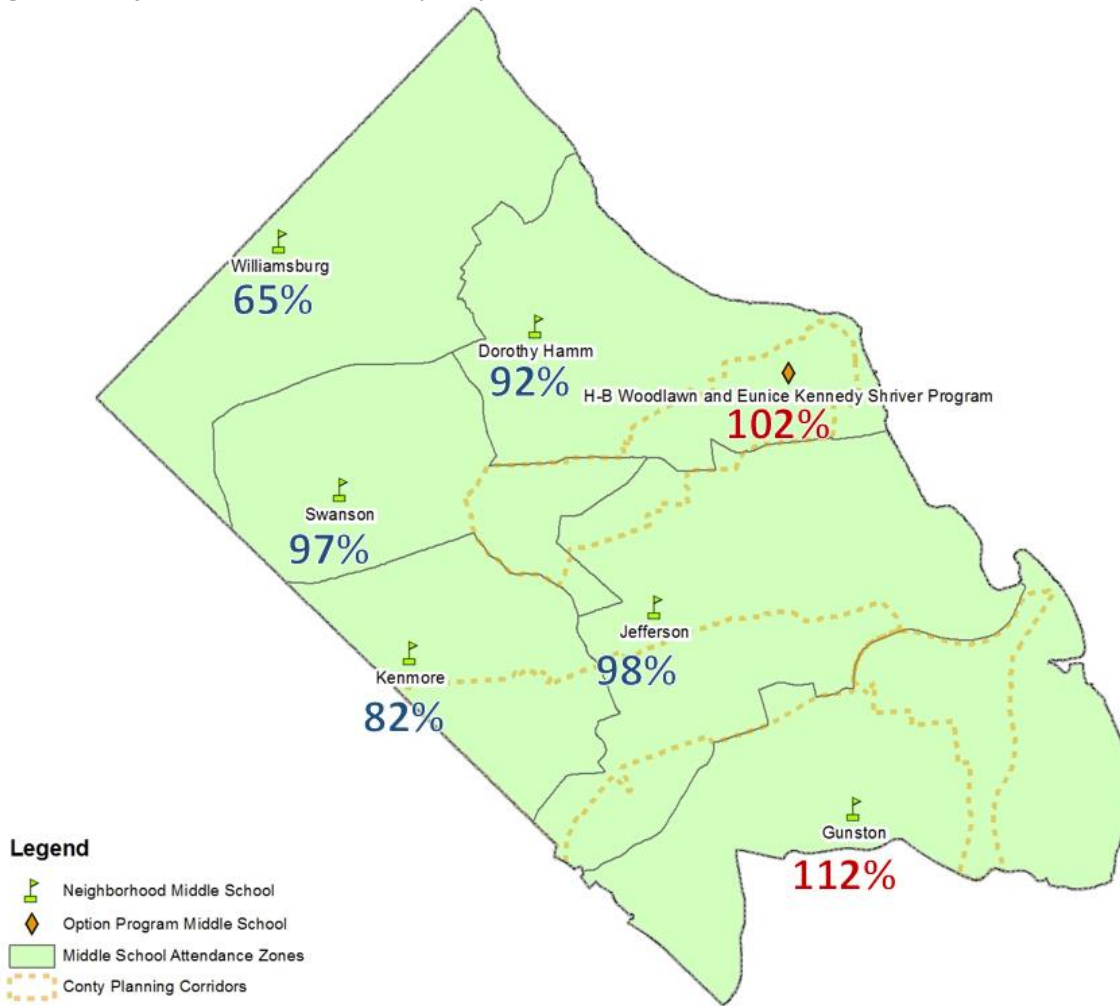 Williamsburg
65%
Dorothy Hamm
92%
H-B Woodlawn and Eunice Kennedy Shriver Program
102%
Swanson
97%
Jefferson
98%
Kenmore
82%
Gunston
112%
Legend
Neighborhood Middle School
Option Program Middle School
Middle School Attendance Zones
Conty Planning Corridors